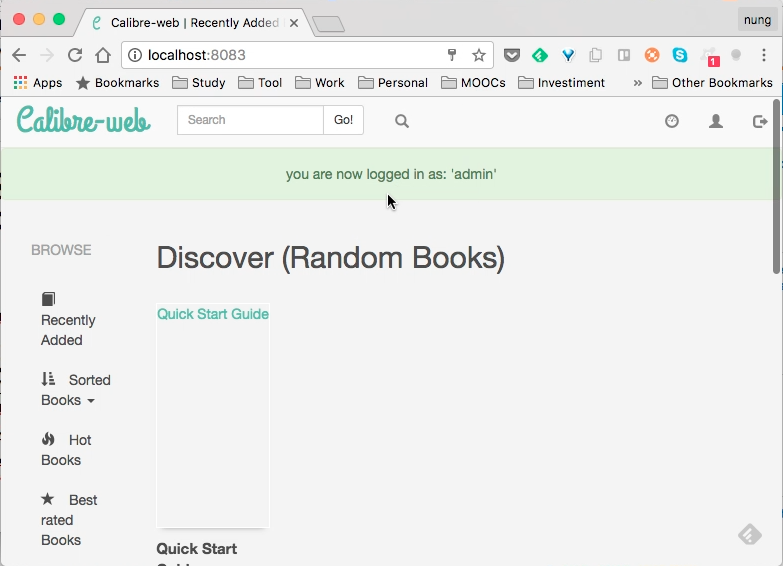 Calibre-web | Recently Added
nung
localhost:8083
1
Apps Bookmarks Study Tool Work Personal MOOCs Investiment » Other Bookmarks
Calibre-web Search Go!
you are now logged in as: 'admin'
BROWSE
Discover (Random Books)
Recently
Added
Sorted
Books
Hot
Books
Best
rated
Books
Quick Start Guide
Quick Start